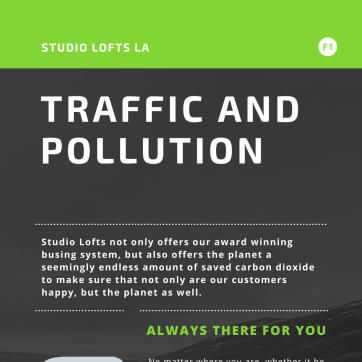 STUDIO LOFTS LA
F1
TRAFFIC AND
POLLUTION
Studio Lofts not only offers our award winning
busing system, but also offers the planet a
seemingly endless amount of saved carbon dioxide
to make sure that not only are our customers
happy, but the planet as well.
ALWAYS THERE FOR YOU
No matter where you are, whether it be